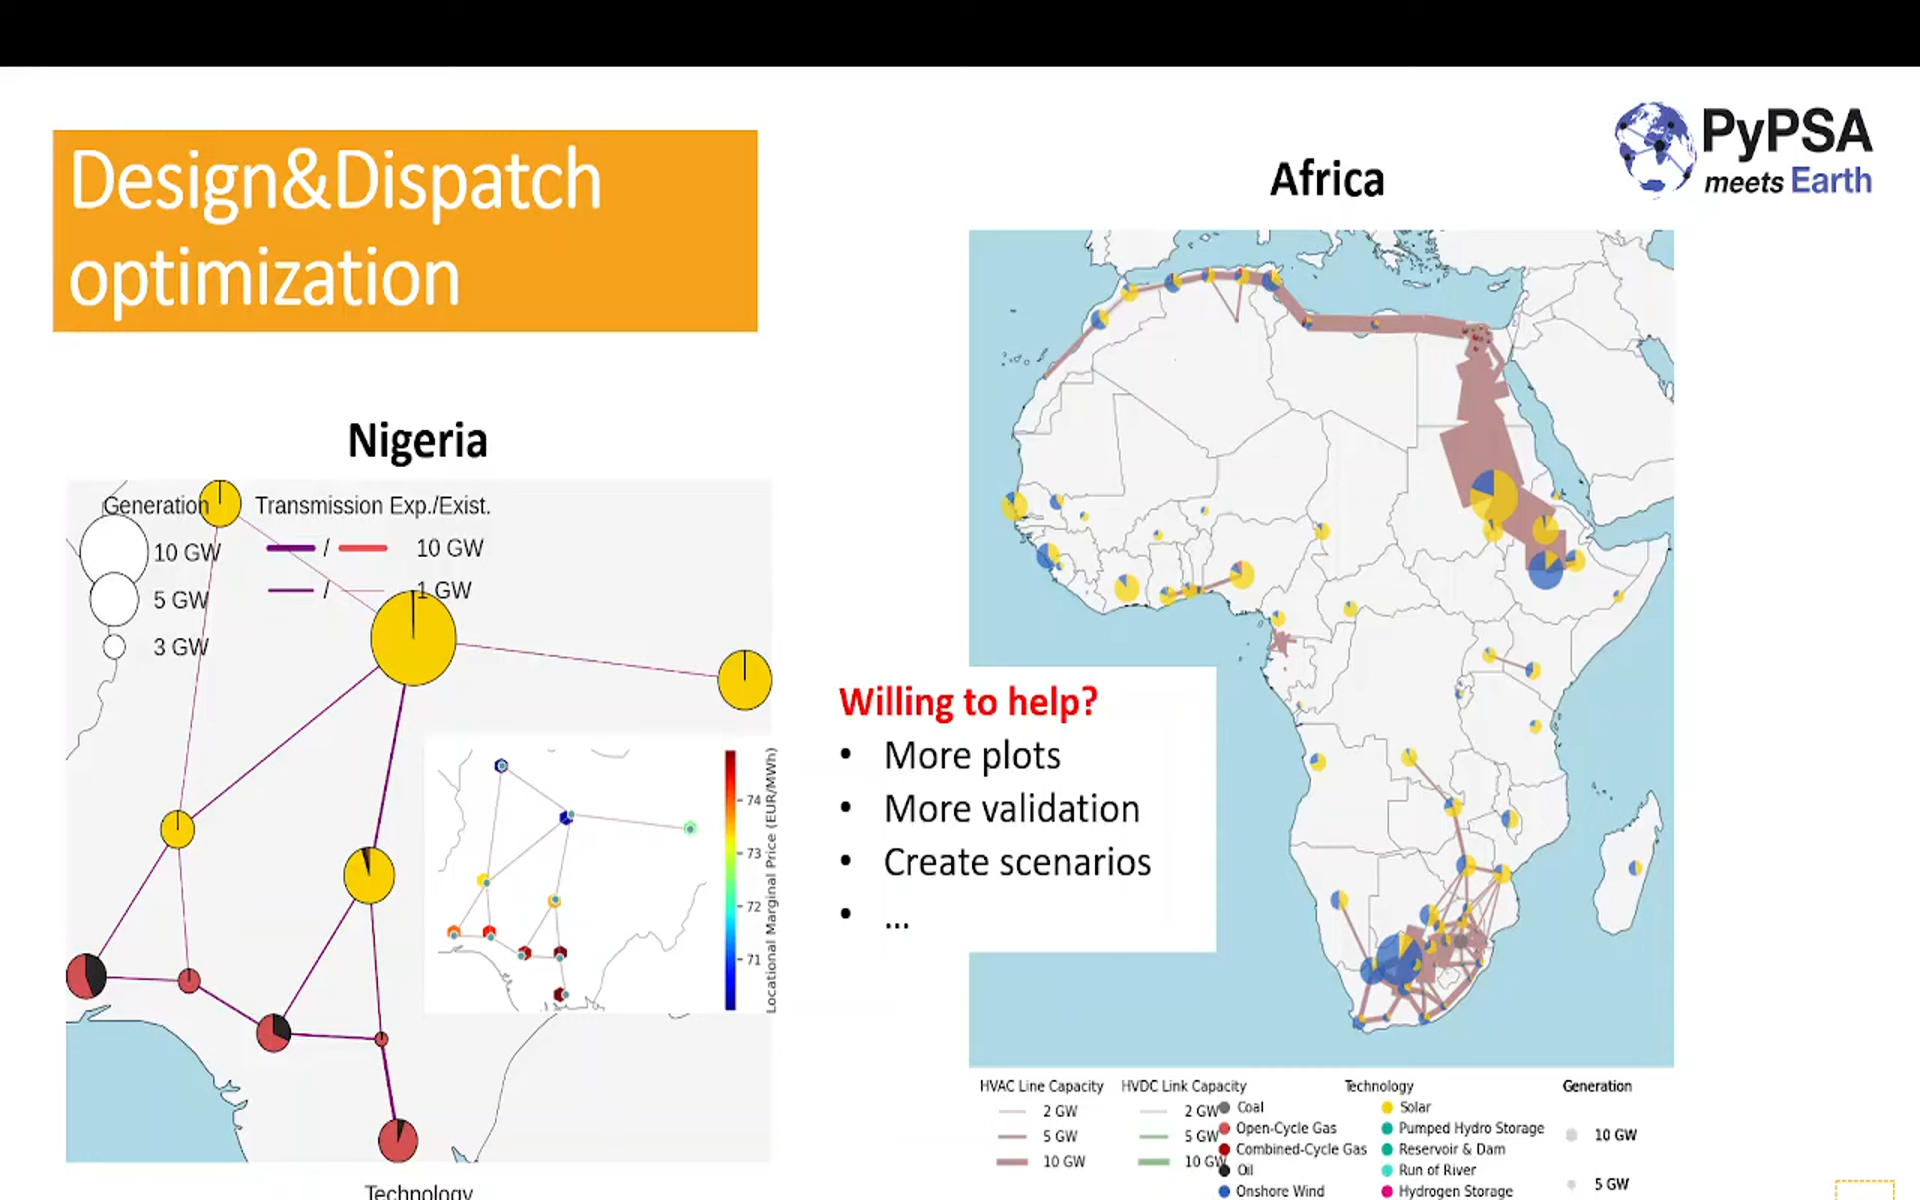 Design&Dispatch
optimization
PyPSA
meets Earth
Africa
Nigeria
Generation
10 GW
5 GW
3 GW
Transmission Exp./Exist.
/ 10 GW
/ 1 GW
74
73
72
71
Locational Marginal Price (EUR/MWh)
Technology
Willing to help?
• More plots
• More validation
• Create scenarios
• ...
HVAC Line Capacity
2 GW
5 GW
10 GW
HVDC Link Capacity
2 GW
5 GW
10 GW
Technology
Coal
Open-Cycle Gas
Combined-Cycle Gas
Oil
Onshore Wind
Solar
Pumped Hydro Storage
Reservoir & Dam
Run of River
Hydrogen Storage
Generation
10 GW
5 GW